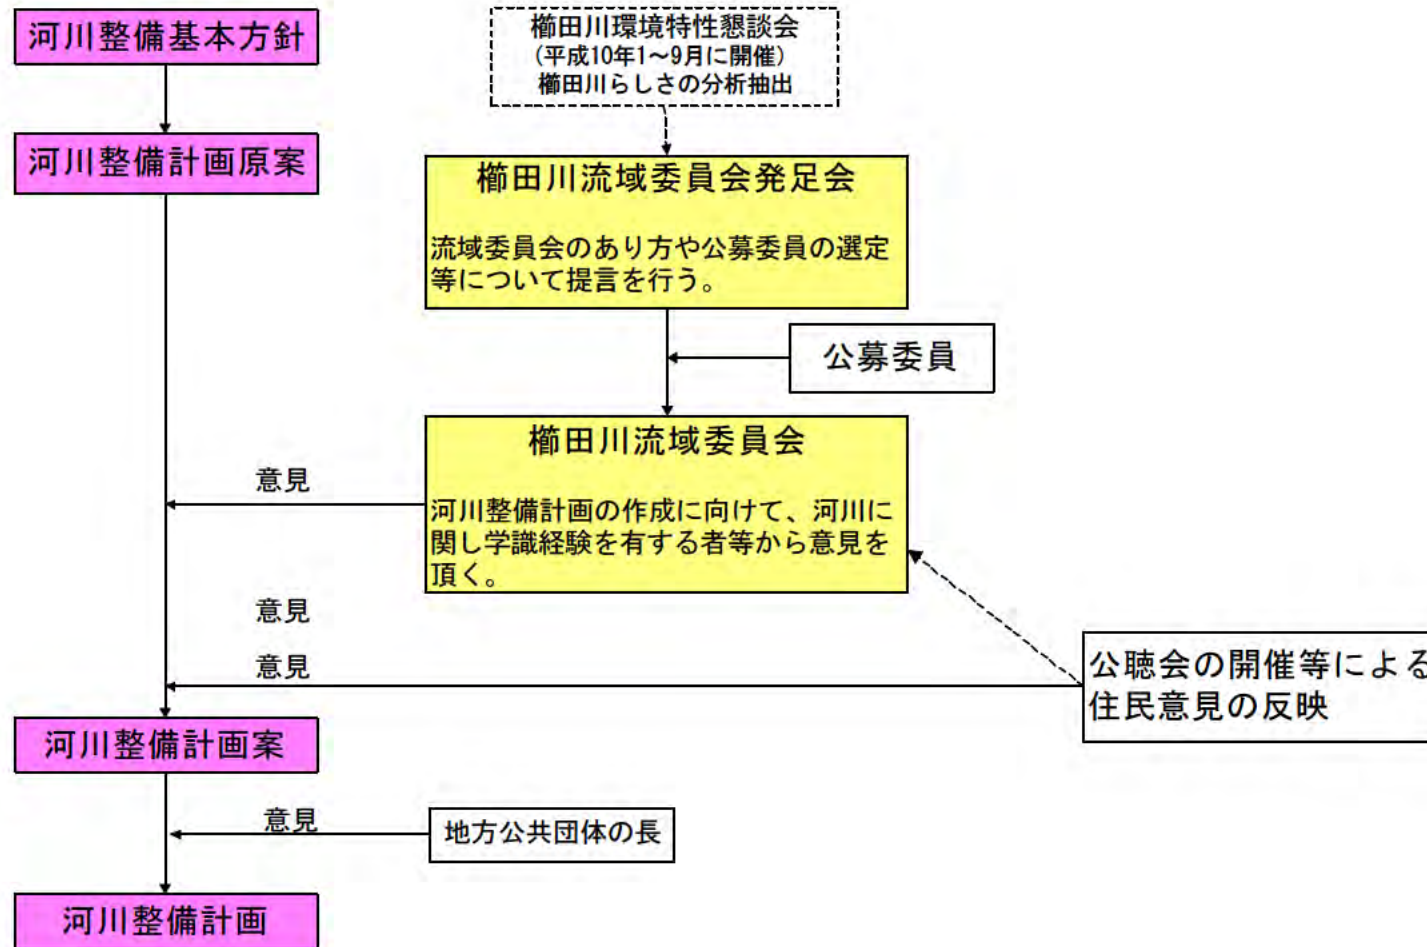 河川整備基本方針
櫛田川環境特性懇談会
(平成10年1～9月に開催)
櫛田川らしさの分析抽出
河川整備計画原案
櫛田川流域委員会発足会
流域委員会のあり方や公募委員の選定
等について提言を行う。
公募委員
櫛田川流域委員会
河川整備計画の作成に向けて、河川に
関し学識経験を有する者等から意見を
頂く。
意見
意見
意見
公聴会の開催等による
住民意見の反映
河川整備計画案
意見
地方公共団体の長
河川整備計画